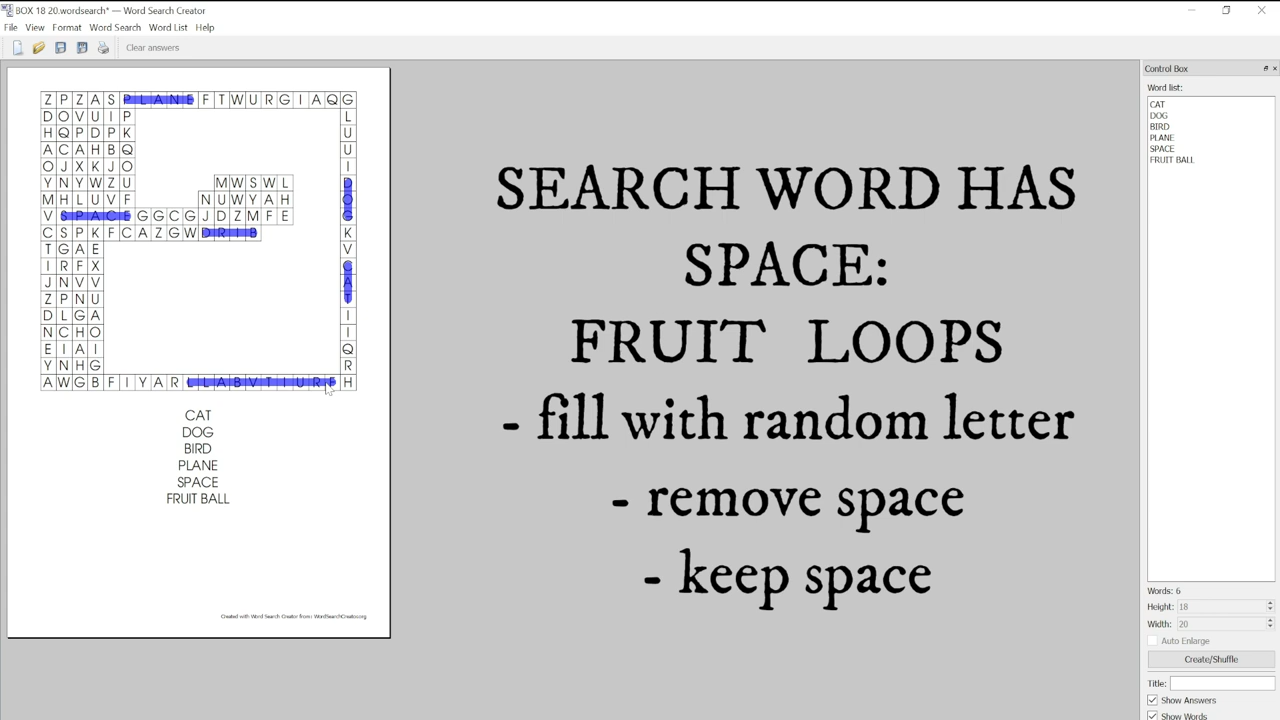 BOX 18 20.wordsearch* — Word Search Creator
File View Format Word Search Word List Help
Clear answers
Control Box
Word list:
CAT
DOG
BIRD
PLANE
SPACE
FRUIT BALL
Z P Z A S P L A N E F T W U R G I A Q G
D O V U I P L
H Q P D P K U
A C A H B Q U
O J X K J O I
Y N Y W Z U M W S W L D
M H L U V F N U W Y A H O
V S P A C E G G C G J D Z M F E G
C S P K F C A Z G W D R I B K
T G A E V
I R F X C
J N V V A
Z P N U T
D L G A I
N C H O I
E I A I Q
Y N H G R
A W G B F I Y A R L L A B V T I U R F H
CAT
DOG
BIRD
PLANE
SPACE
FRUIT BALL
Created with Word Search Creator from: WordSearchCreator.org
SEARCH WORD HAS
SPACE:
FRUIT LOOPS
- fill with random letter
- remove space
- keep space
Words: 6
Height: 18
Width: 20
Auto Enlarge
Create/Shuffle
Title:
Show Answers
Show Words